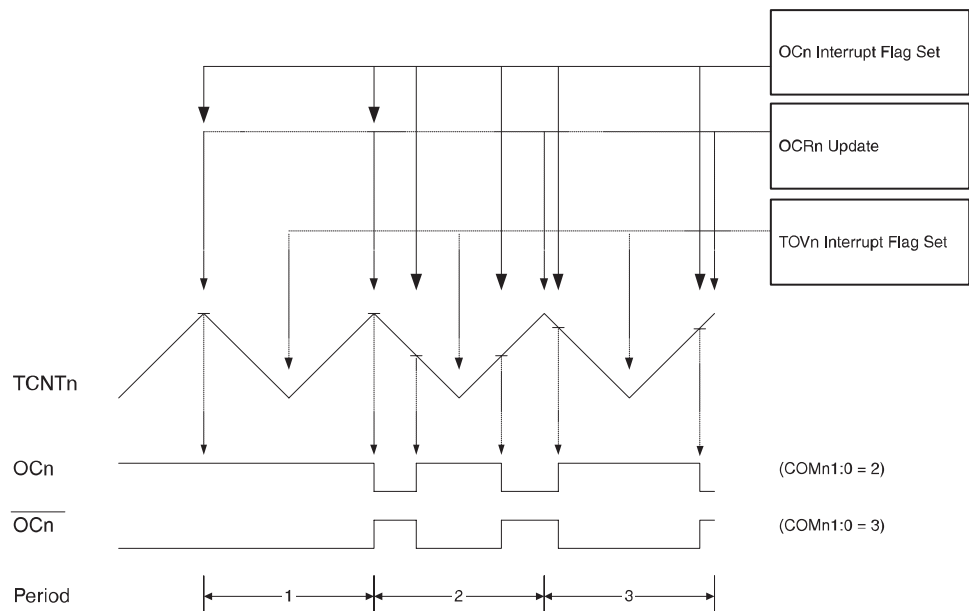 OCn Interrupt Flag Set
OCRn Update
TOVn Interrupt Flag Set
TCNTn
OCn
(COMn1:0 = 2)
OCn
(COMn1:0 = 3)
Period
1
2
3